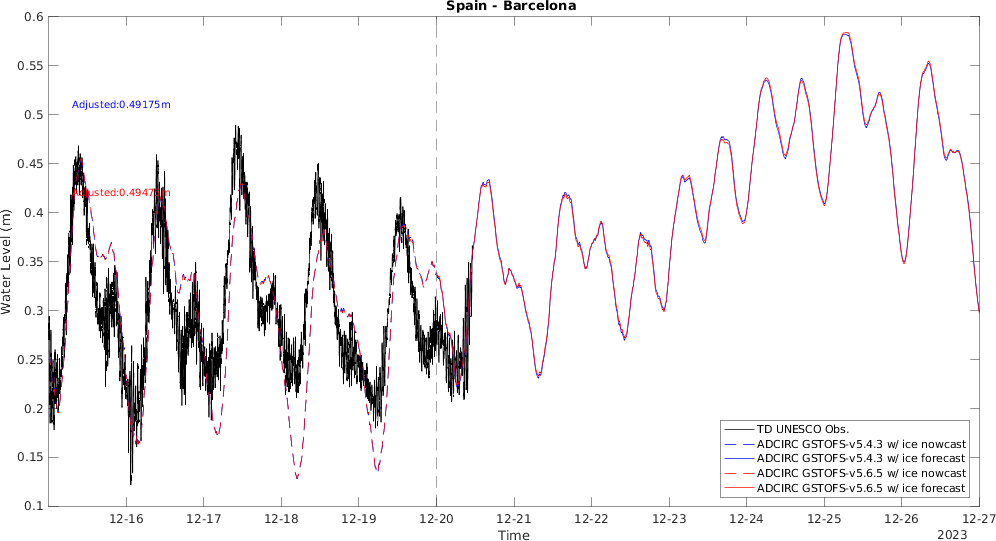 Spain - Barcelona
Water Level (m)
0.6
0.55
0.5
0.45
0.4
0.35
0.3
0.25
0.2
0.15
0.1
Adjusted:0.49175m
12-16
12-17
12-18
12-19
12-20
12-21
12-22
12-23
12-24
12-25
12-26
12-27
Time
2023
TD UNESCO Obs.
ADCIRC GSTOFS-v5.4.3 w/ ice nowcast
ADCIRC GSTOFS-v5.4.3 w/ ice forecast
ADCIRC GSTOFS-v5.6.5 w/ ice nowcast
ADCIRC GSTOFS-v5.6.5 w/ ice forecast